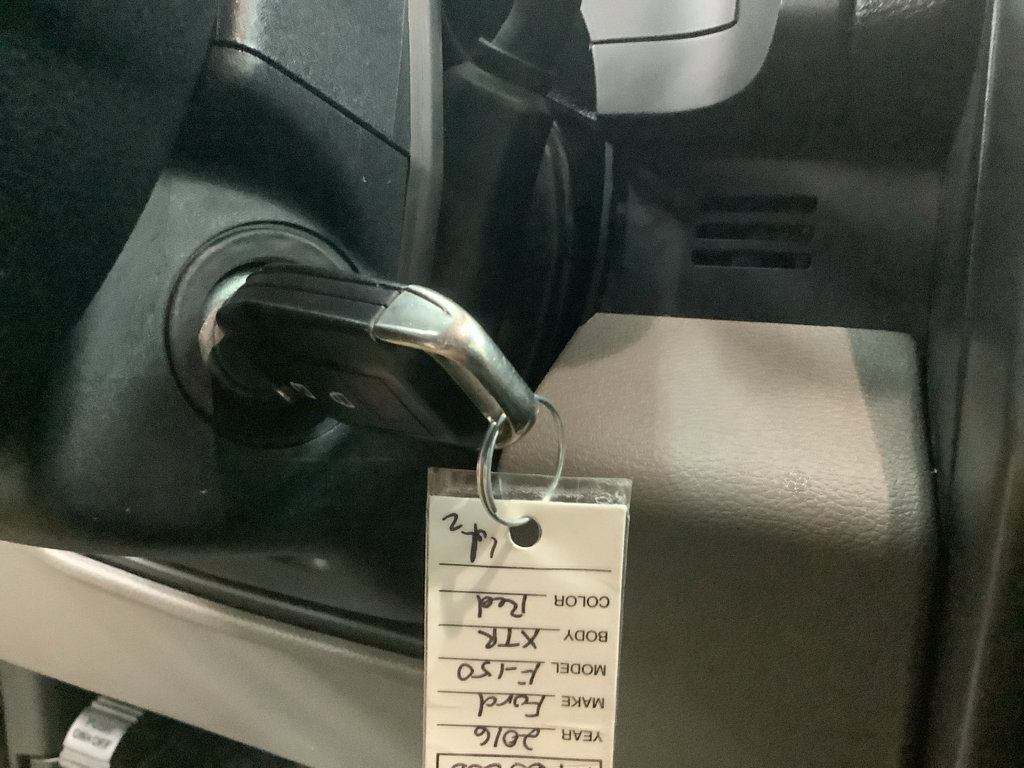 YEAR 2016
MAKE Ford
MODEL F-150
BODY XTR
COLOR Red